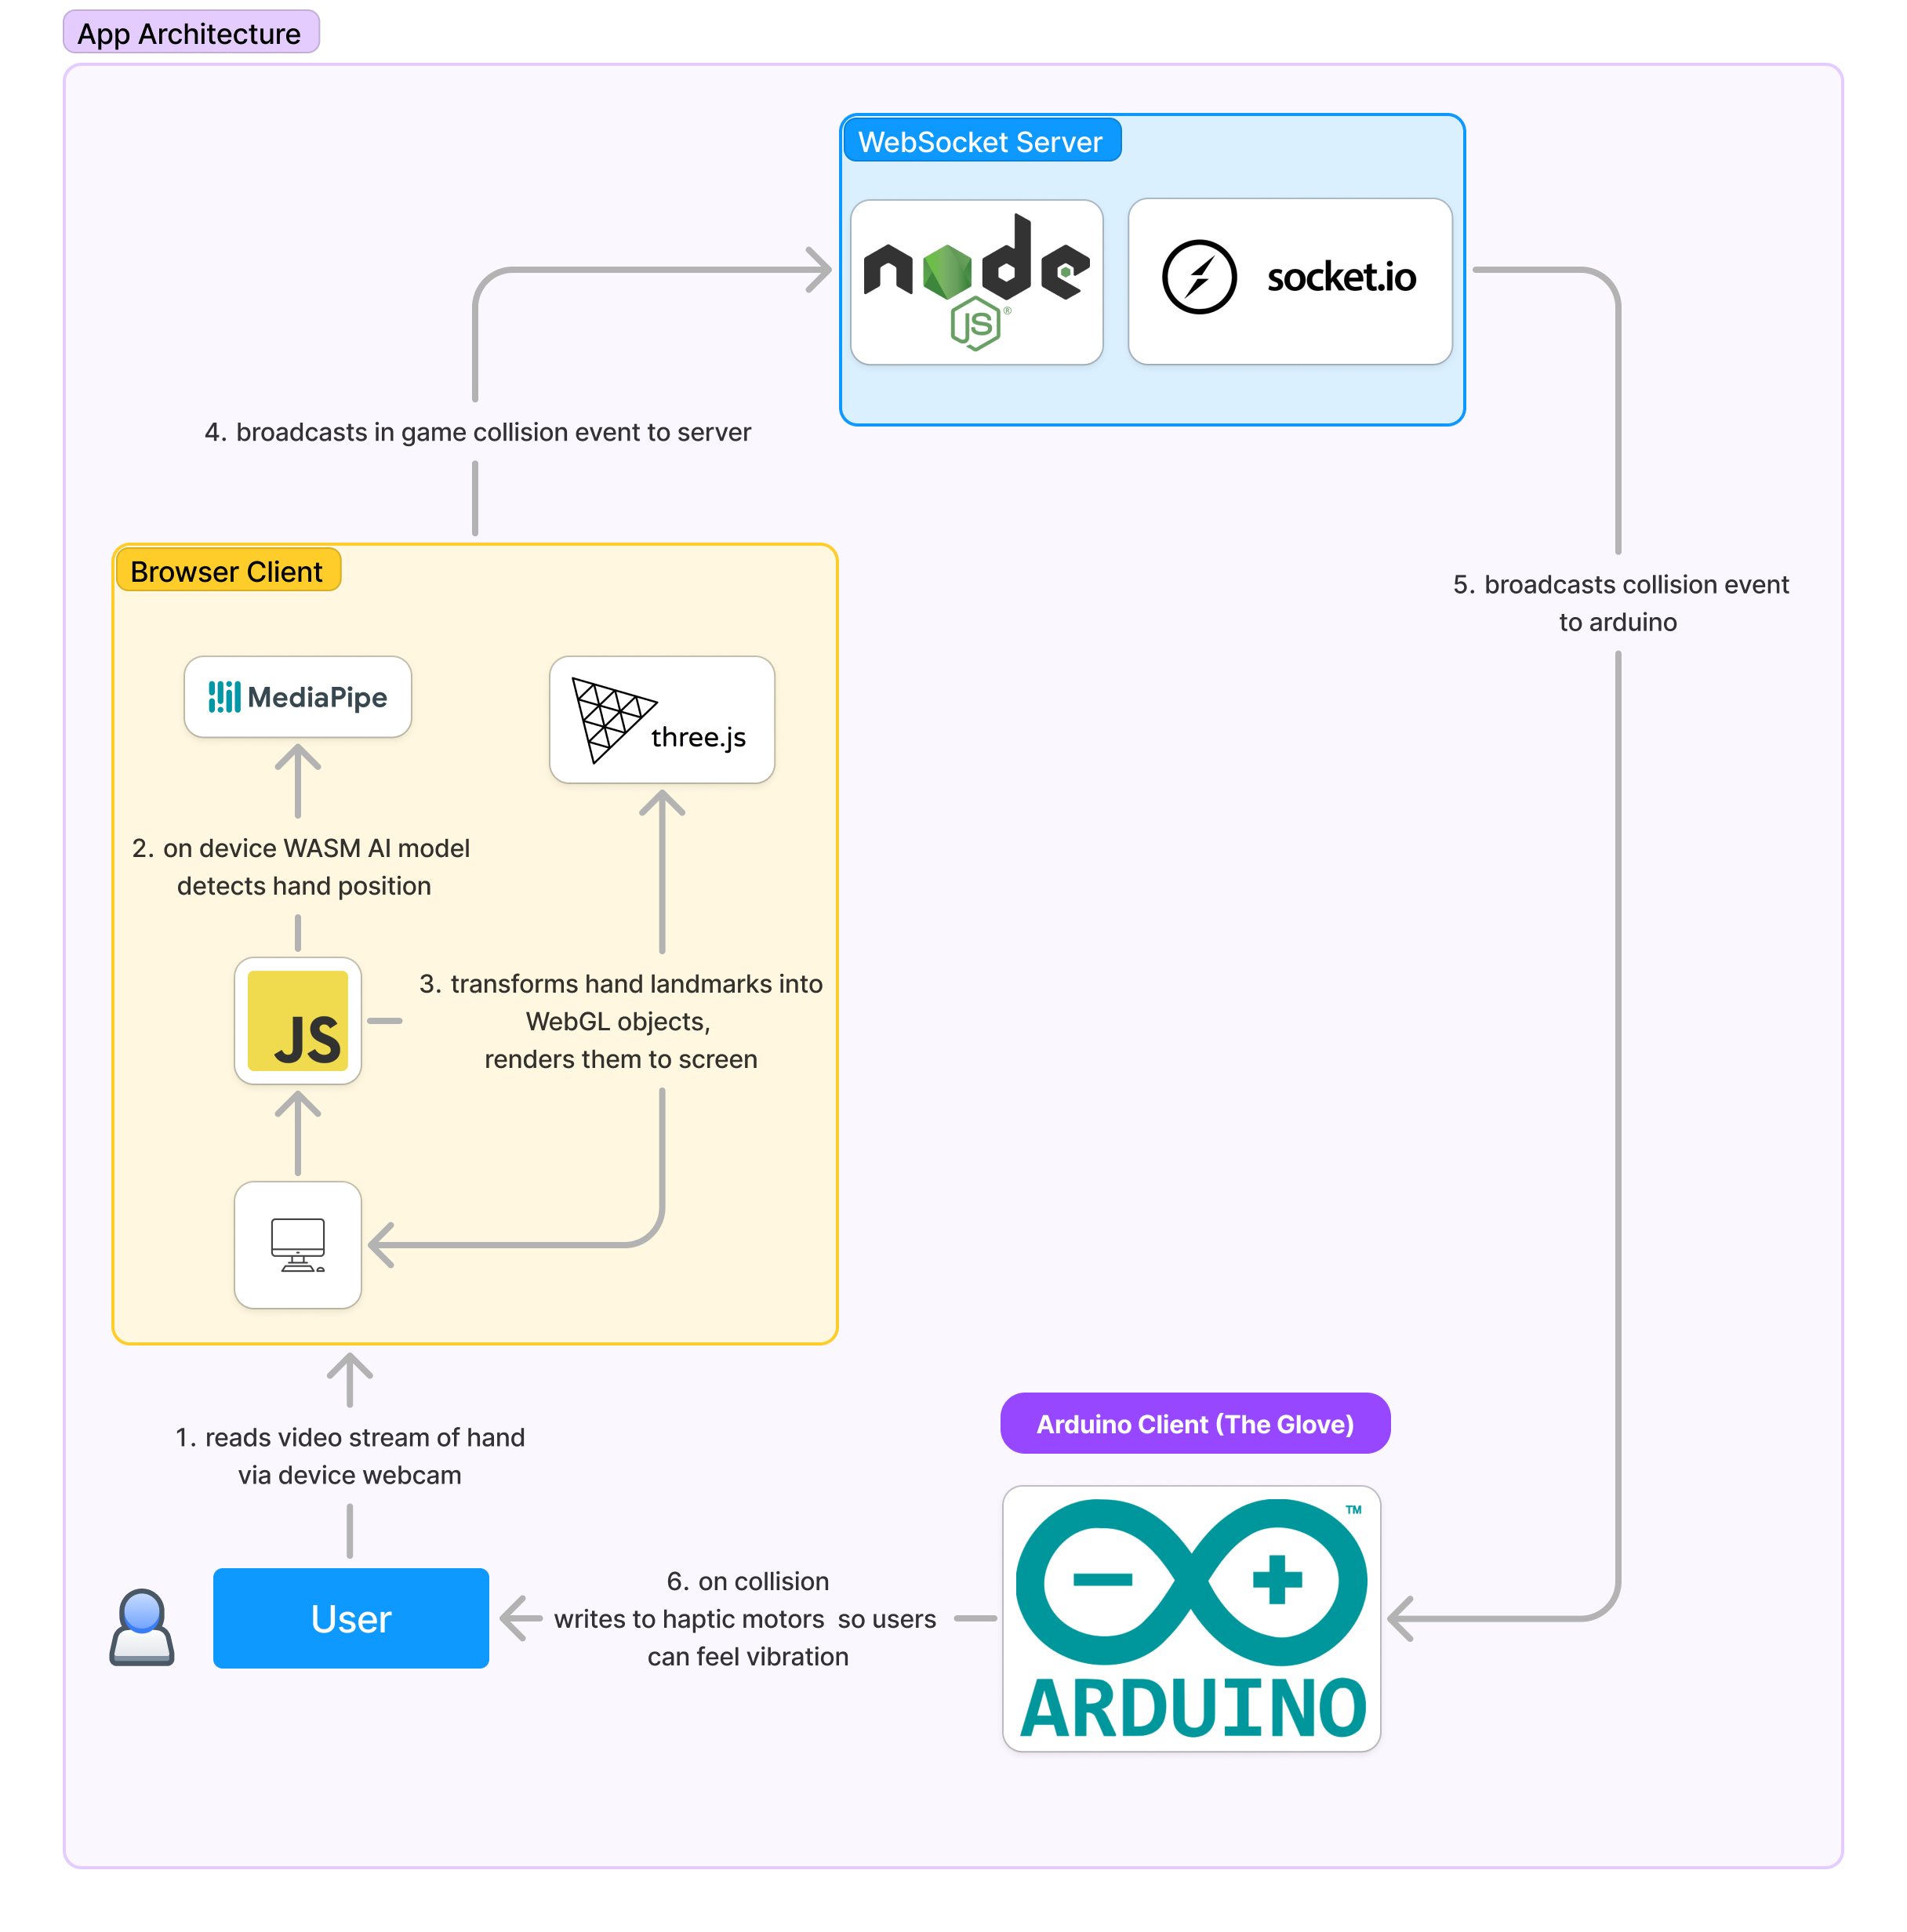 App Architecture
WebSocket Server
node
JS
®
socket.io
4. broadcasts in game collision event to server
Browser Client
5. broadcasts collision event
to arduino
MediaPipe
three.js
2. on device WASM AI model
detects hand position
3. transforms hand landmarks into
WebGL objects,
renders them to screen
JS
1. reads video stream of hand
via device webcam
Arduino Client (The Glove)
TM
6. on collision
writes to haptic motors  so users
can feel vibration
User
ARDUINO